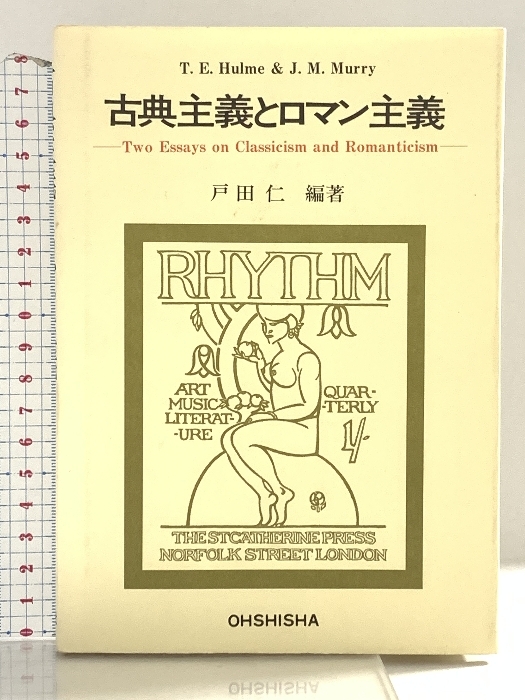 T. E. Hulme & J. M. Murry
古典主義とロマン主義
—Two Essays on Classicism and Romanticism—
戸田仁 編著
RHYTHM
ART
MUSIC
LITERAT-
-URE
QUAR-
-TERLY
1/-
THE ST CATHERINE PRESS
NORFOLK STREET LONDON
OHSHISHA